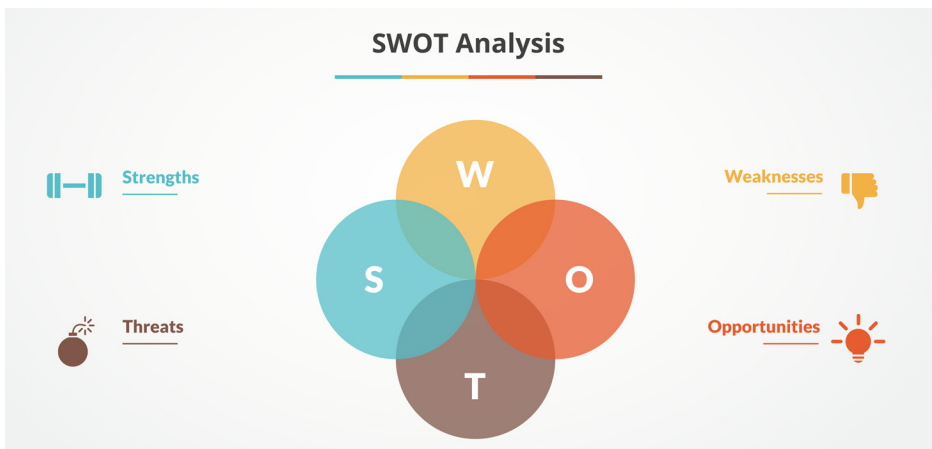 SWOT Analysis
Strengths
Weaknesses
W
S
O
T
Threats
Opportunities